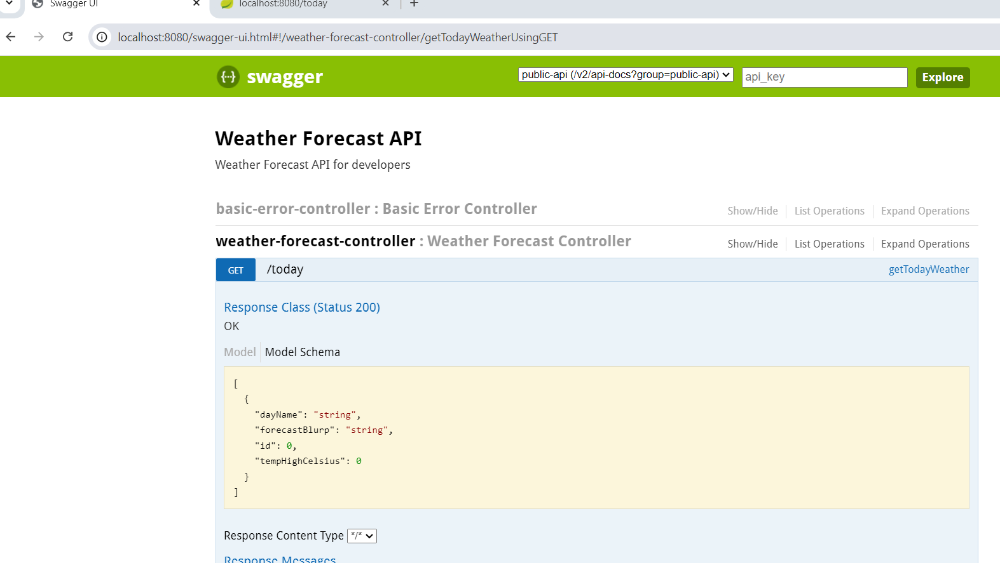 Swagger UI
localhost:8080/today
localhost:8080/swagger-ui.html#!/weather-forecast-controller/getTodayWeatherUsingGET
{···} swagger public-api (/v2/api-docs?group=public-api) api_key Explore
Weather Forecast API
Weather Forecast API for developers
basic-error-controller : Basic Error Controller Show/Hide List Operations Expand Operations
weather-forecast-controller : Weather Forecast Controller Show/Hide List Operations Expand Operations
GET /today getTodayWeather
Response Class (Status 200)
OK
Model Model Schema
[
{
"dayName": "string",
"forecastBlurp": "string",
"id": 0,
"tempHighCelsius": 0
}
]
Response Content Type */*
Response Messages